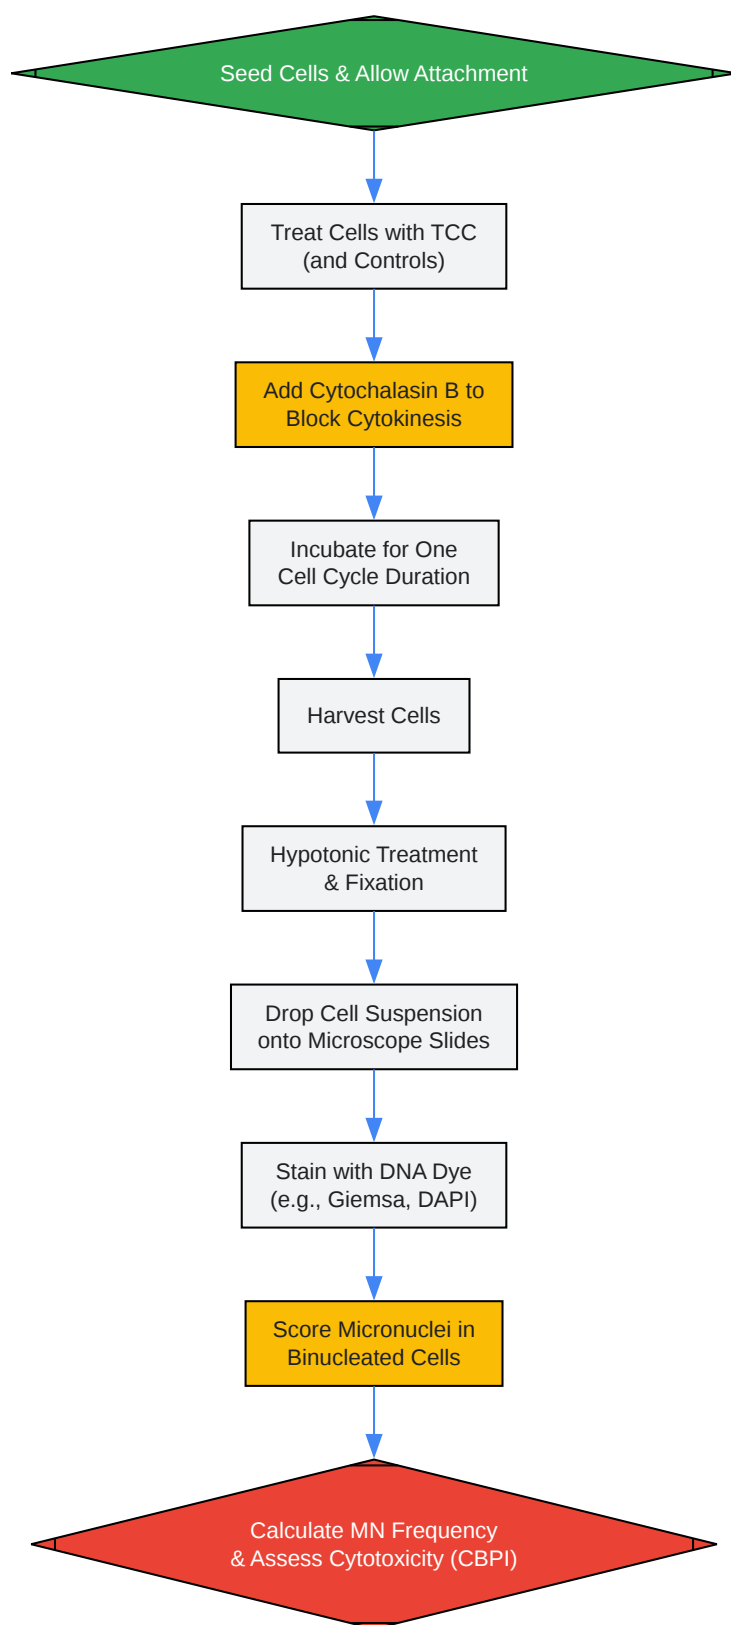 Seed Cells & Allow Attachment
Treat Cells with TCC
(and Controls)
Add Cytochalasin B to
Block Cytokinesis
Incubate for One
Cell Cycle Duration
Harvest Cells
Hypotonic Treatment
& Fixation
Drop Cell Suspension
onto Microscope Slides
Stain with DNA Dye
(e.g., Giemsa, DAPI)
Score Micronuclei in
Binucleated Cells
Calculate MN Frequency
& Assess Cytotoxicity (CBPI)